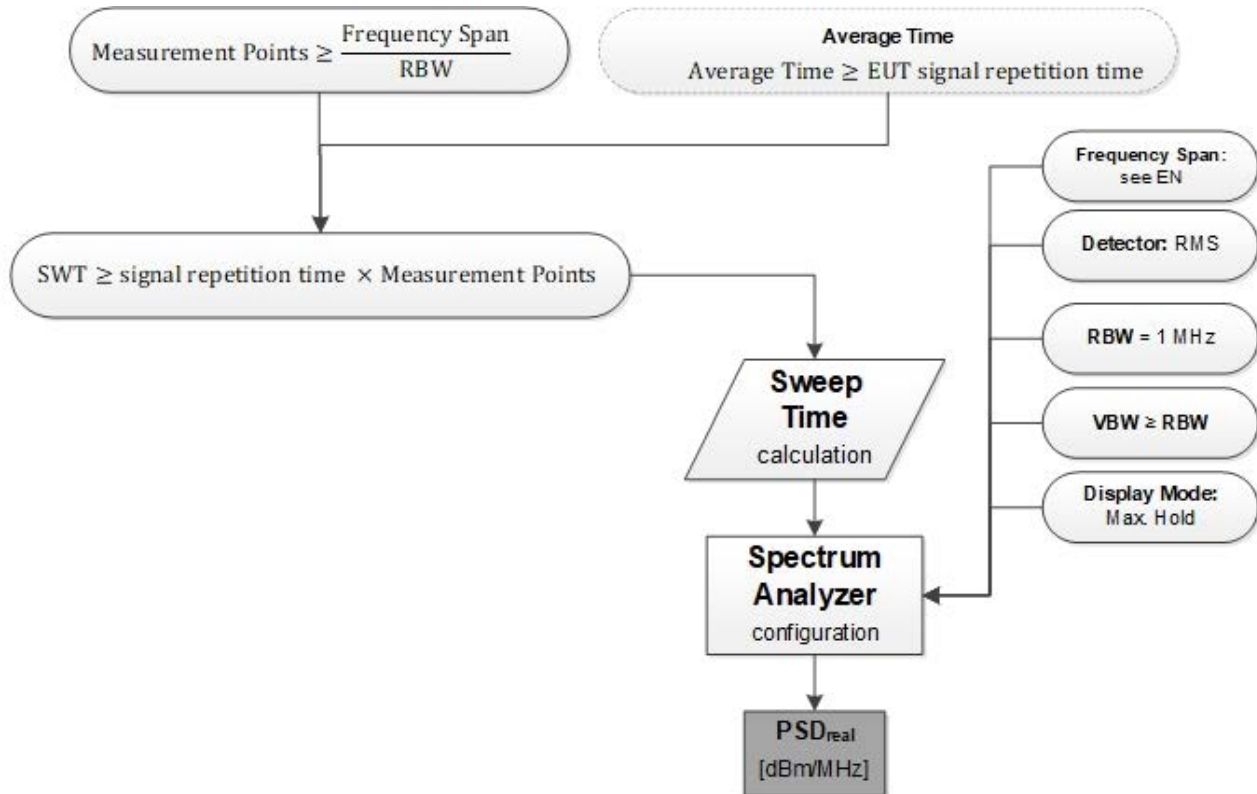 Measurement Points ≥ Frequency Span / RBW
Average Time
Average Time ≥ EUT signal repetition time
SWT ≥ signal repetition time × Measurement Points
Frequency Span:
see EN
Detector: RMS
RBW = 1 MHz
VBW ≥ RBW
Display Mode:
Max. Hold
Sweep
Time
calculation
Spectrum
Analyzer
configuration
PSDreal
[dBm/MHz]